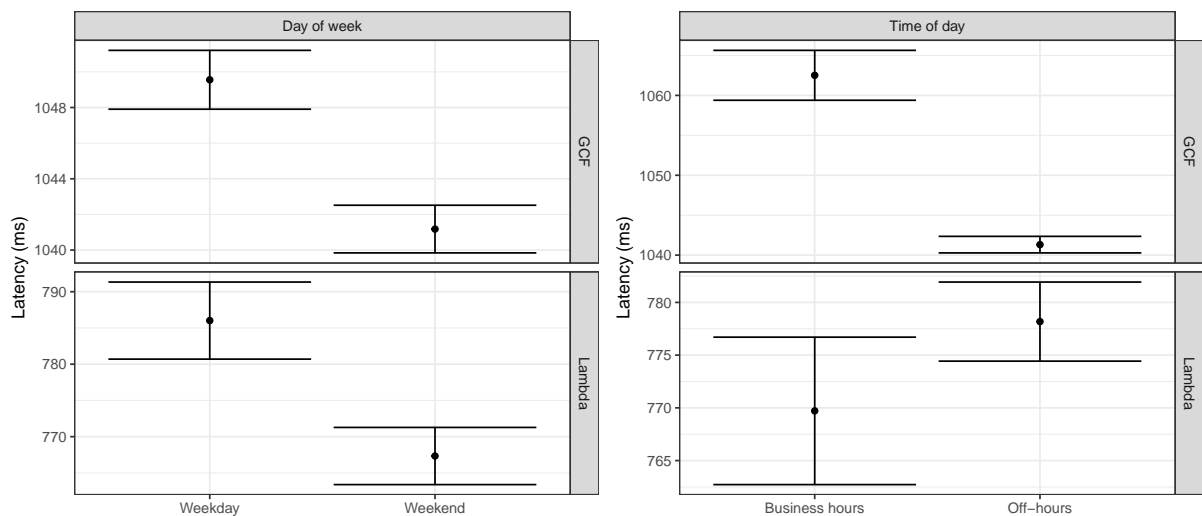 Day of week
Latency (ms)
1048
1044
1040
GCF
790
780
770
Lambda
Weekday
Weekend
Time of day
Latency (ms)
1060
1050
1040
GCF
780
775
770
765
Lambda
Business hours
Off−hours